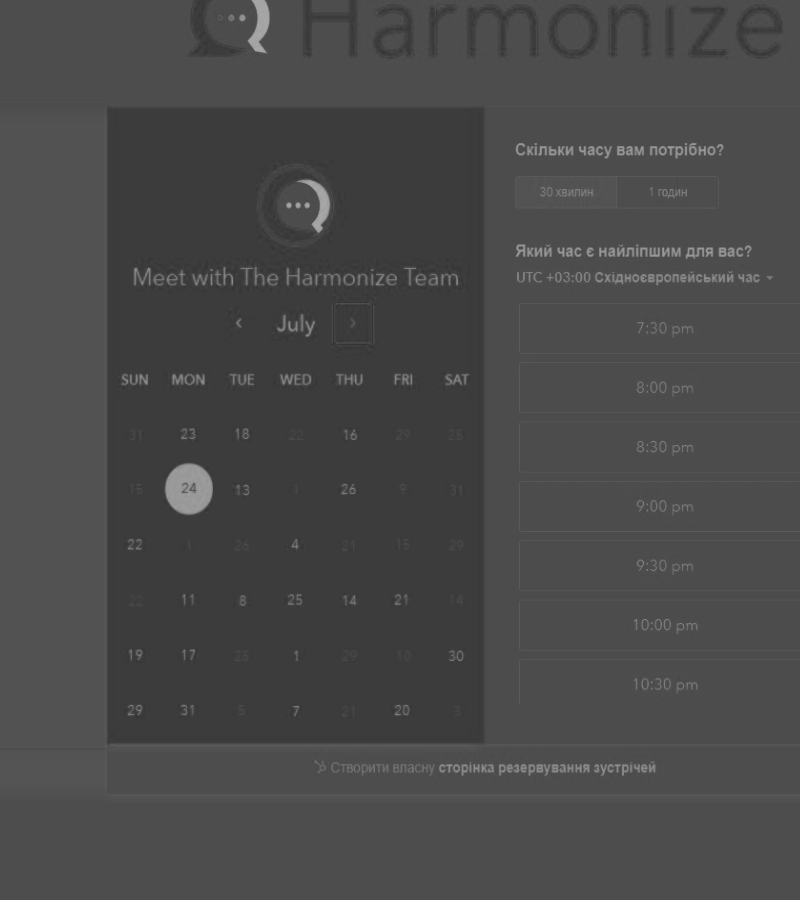 Harmonize
Meet with The Harmonize Team
July
SUN MON TUE WED THU FRI SAT
31 23 18 22 16 29 25
15 24 13 1 26 9 31
22 1 26 4 21 15 29
22 11 8 25 14 21 14
19 17 23 1 29 10 30
29 31 5 7 21 20 3
Скільки часу вам потрібно?
30 хвилин 1 годин
Який час є найліпшим для вас?
UTC +03:00 Східноєвропейський час
7:30 pm
8:00 pm
8:30 pm
9:00 pm
9:30 pm
10:00 pm
10:30 pm
Створити власну сторінка резервування зустрічей